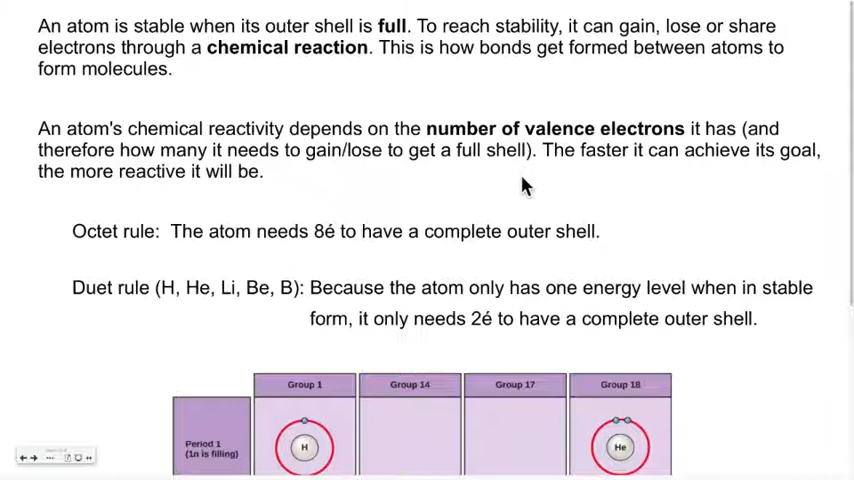 An atom is stable when its outer shell is full. To reach stability, it can gain, lose or share
electrons through a chemical reaction. This is how bonds get formed between atoms to
form molecules.
An atom's chemical reactivity depends on the number of valence electrons it has (and
therefore how many it needs to gain/lose to get a full shell). The faster it can achieve its goal,
the more reactive it will be.
Octet rule: The atom needs 8é to have a complete outer shell.
Duet rule (H, He, Li, Be, B): Because the atom only has one energy level when in stable
form, it only needs 2é to have a complete outer shell.
Group 1 Group 14 Group 17 Group 18
Period 1
(1n is filling)
H He